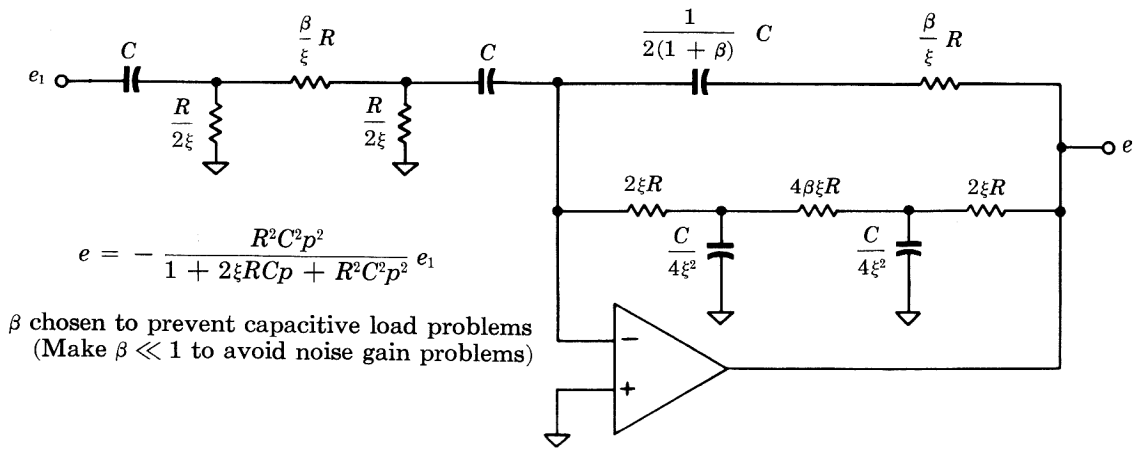 C
β/ξ R
C
1/2(1 + β) C
β/ξ R
e₁
R/2ξ
R/2ξ
e
2ξR
4βξR
2ξR
C/4ξ²
C/4ξ²
e = − R²C²p²/1 + 2ξRCp + R²C²p² e₁
β chosen to prevent capacitive load problems
(Make β ≪ 1 to avoid noise gain problems)
−
+